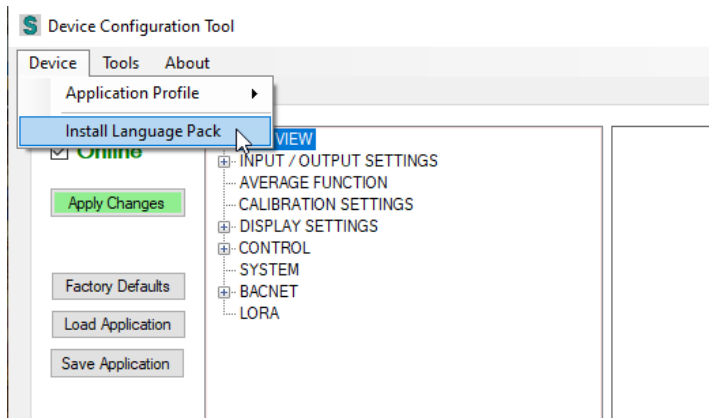 S Device Configuration Tool
Device Tools About
Application Profile
Install Language Pack
VIEW
Online
INPUT / OUTPUT SETTINGS
AVERAGE FUNCTION
Apply Changes
CALIBRATION SETTINGS
DISPLAY SETTINGS
CONTROL
SYSTEM
Factory Defaults
BACNET
LORA
Load Application
Save Application